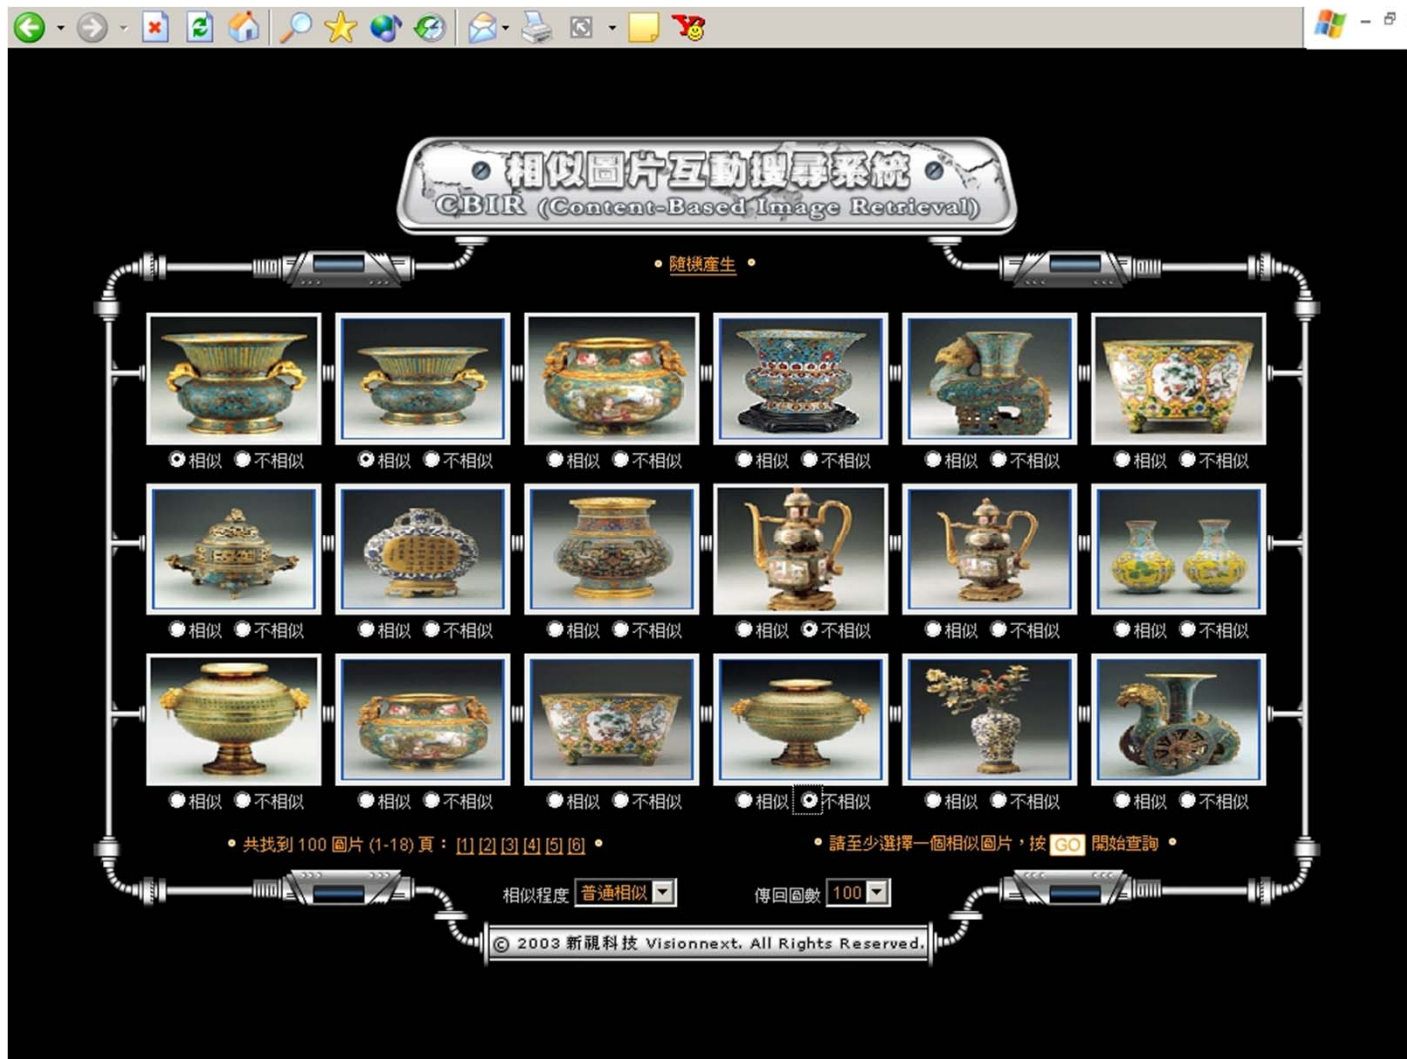 相似圖片互動搜尋系統
CBIR (Content-Based Image Retrieval)
隨機產生
相似 不相似 相似 不相似 相似 不相似 相似 不相似 相似 不相似 相似 不相似
相似 不相似 相似 不相似 相似 不相似 相似 不相似 相似 不相似 相似 不相似
相似 不相似 相似 不相似 相似 不相似 相似 不相似 相似 不相似 相似 不相似
共找到 100 圖片 (1-18) 頁： [1] [2] [3] [4] [5] [6] 請至少選擇一個相似圖片，按 GO 開始查詢
相似程度 普通相似 傳回圖數 100
© 2003 新視科技 Visionnext. All Rights Reserved.